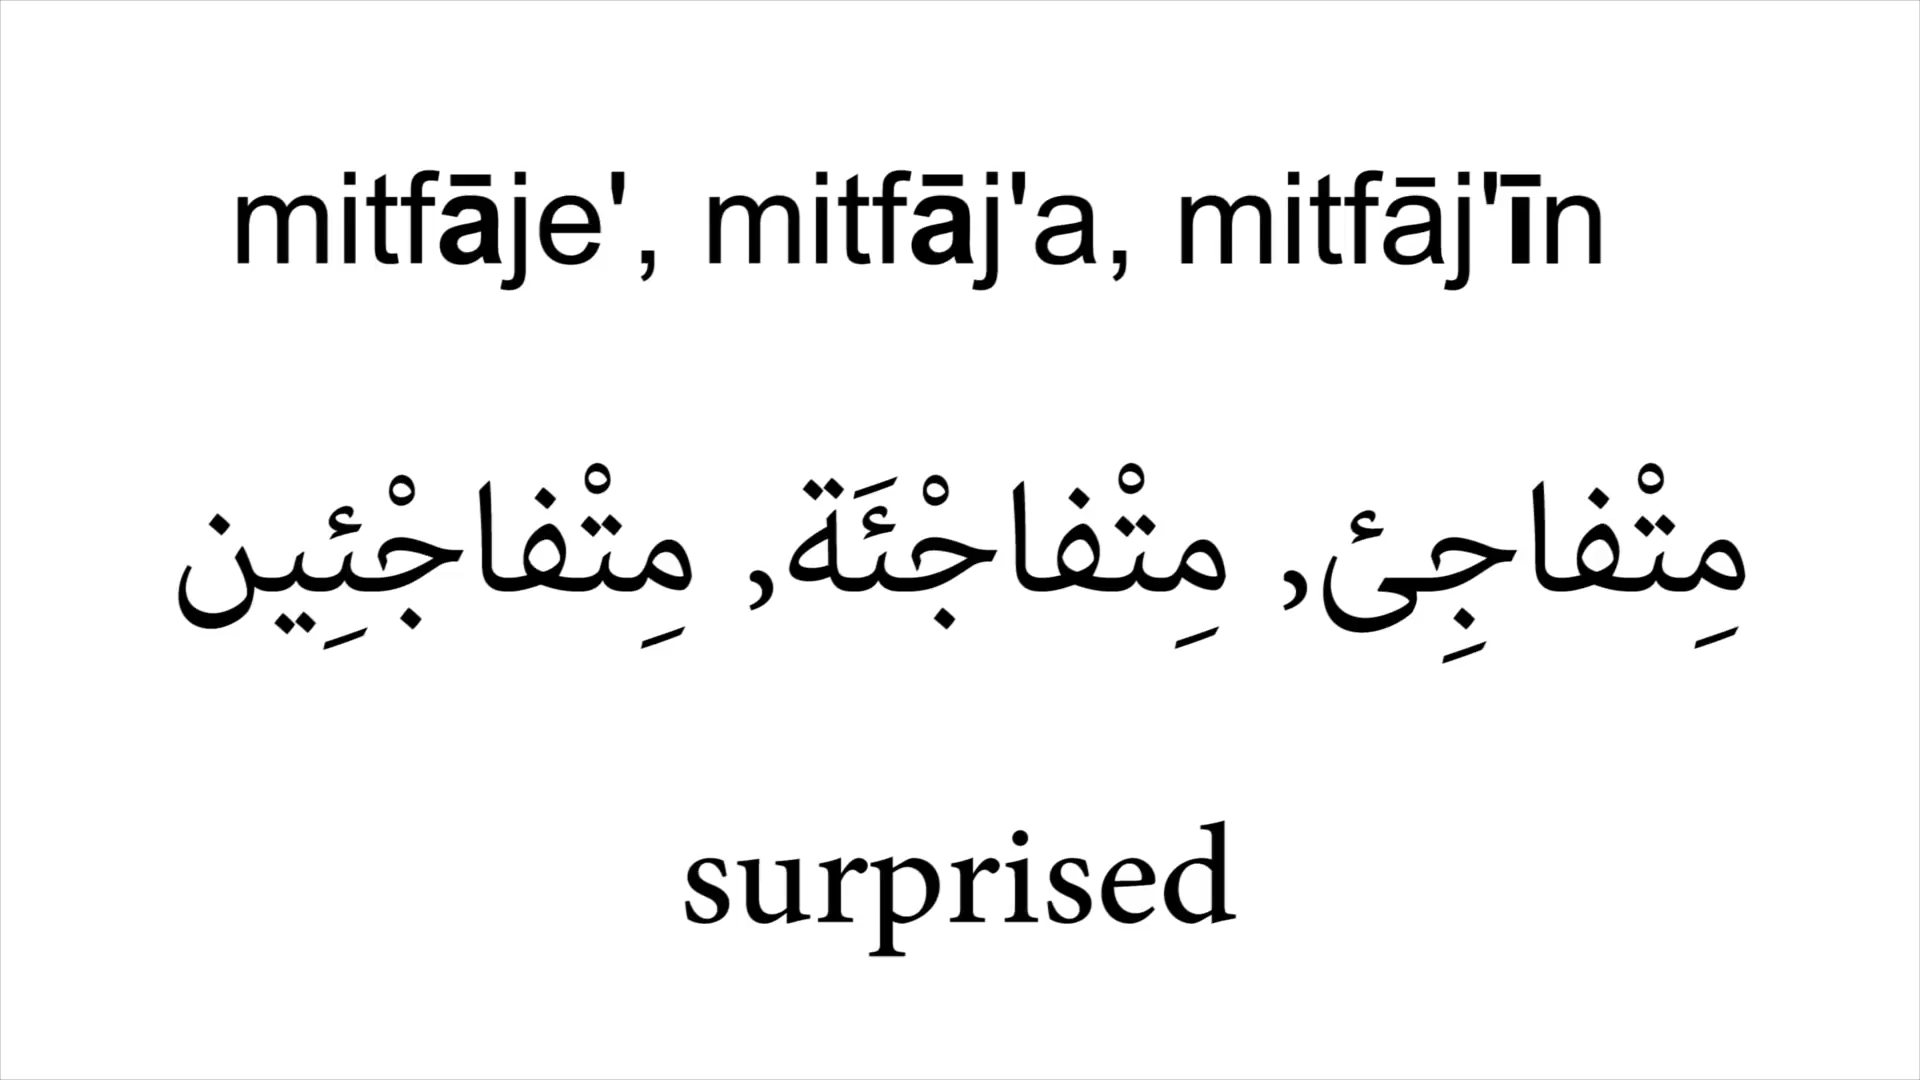 mitfāje', mitfāj'a, mitfāj'īn
مِتْفاجِئ, مِتْفاجْئَة, مِتْفاجْئِين
surprised